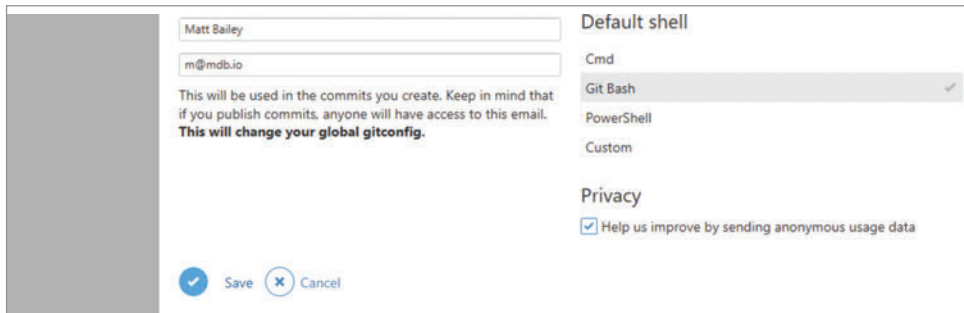 Matt Bailey
m@mdb.io
This will be used in the commits you create. Keep in mind that
if you publish commits, anyone will have access to this email.
This will change your global gitconfig.
Save
Cancel
Default shell
Cmd
Git Bash
PowerShell
Custom
Privacy
Help us improve by sending anonymous usage data